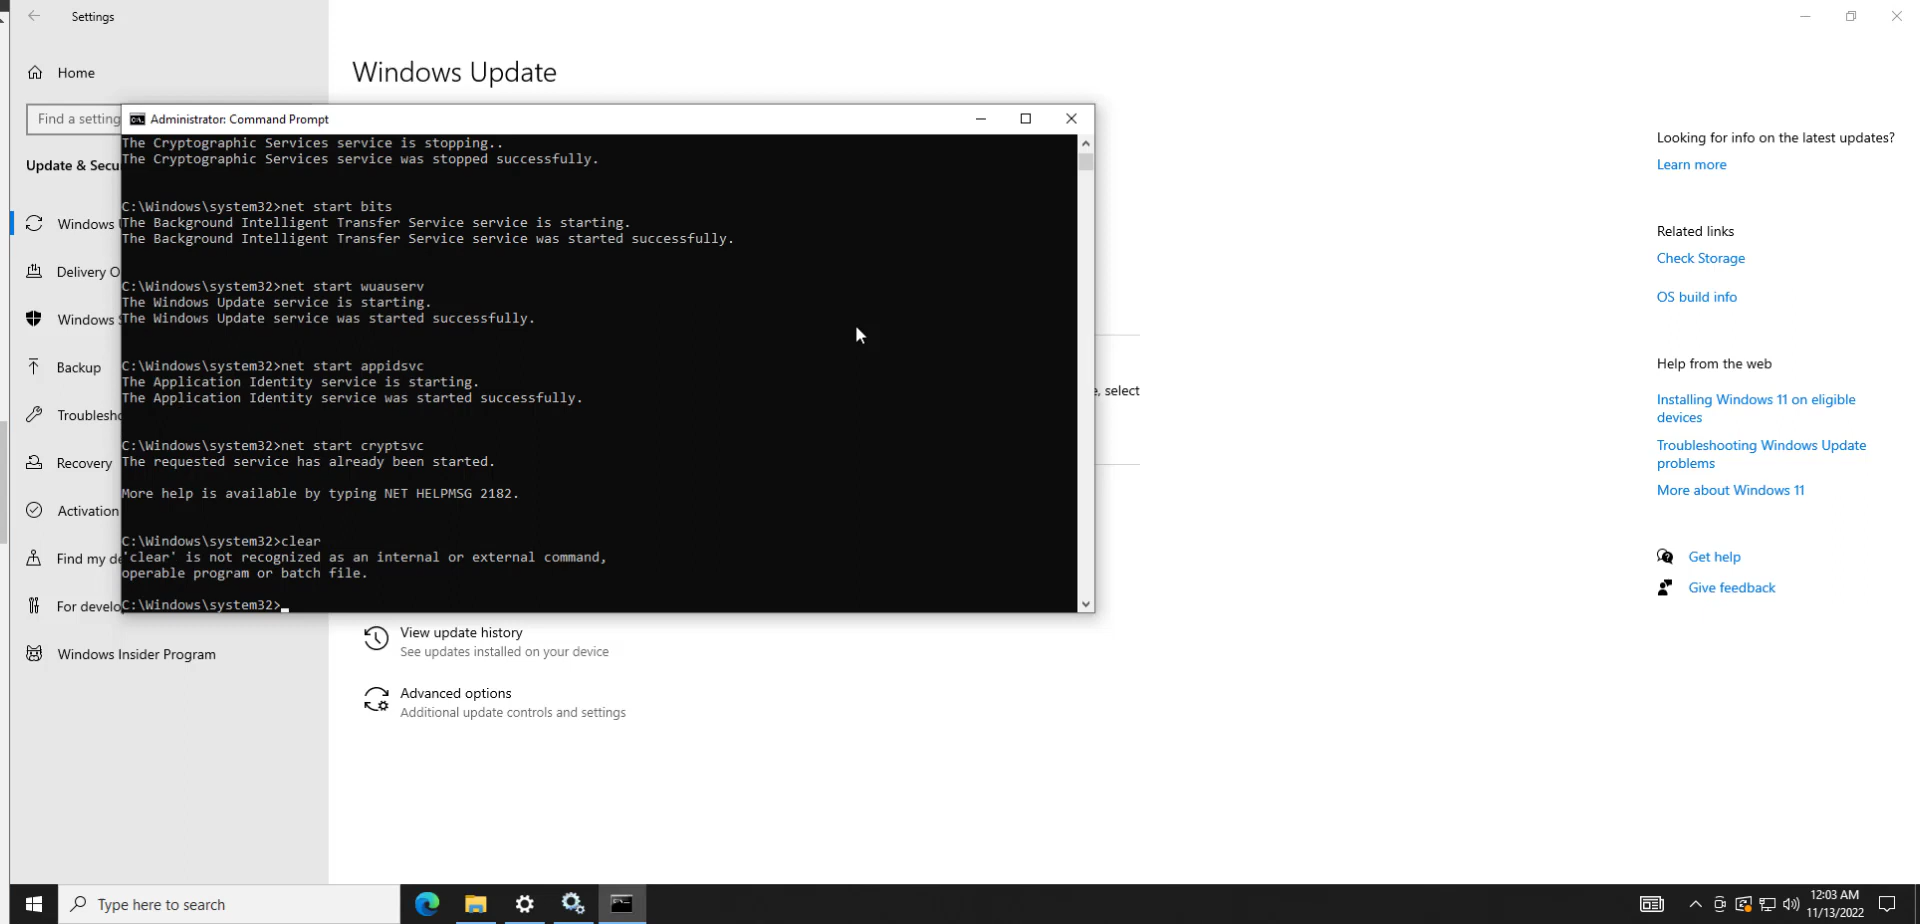 Settings
Home
Windows Update
Find a setting
Administrator: Command Prompt
The Cryptographic Services service is stopping..
The Cryptographic Services service was stopped successfully.
C:\Windows\system32>net start bits
The Background Intelligent Transfer Service service is starting.
The Background Intelligent Transfer Service service was started successfully.
C:\Windows\system32>net start wuauserv
The Windows Update service is starting.
The Windows Update service was started successfully.
C:\Windows\system32>net start appidsvc
The Application Identity service is starting.
The Application Identity service was started successfully.
C:\Windows\system32>net start cryptsvc
The requested service has already been started.
More help is available by typing NET HELPMSG 2182.
C:\Windows\system32>clear
'clear' is not recognized as an internal or external command,
operable program or batch file.
C:\Windows\system32>
Update & Secu
Windows
Delivery O
Windows S
Backup
Troublesho
Recovery
Activation
Find my de
For develo
Windows Insider Program
, select
View update history
See updates installed on your device
Advanced options
Additional update controls and settings
Looking for info on the latest updates?
Learn more
Related links
Check Storage
OS build info
Help from the web
Installing Windows 11 on eligible
devices
Troubleshooting Windows Update
problems
More about Windows 11
Get help
Give feedback
Type here to search
12:03 AM
11/13/2022